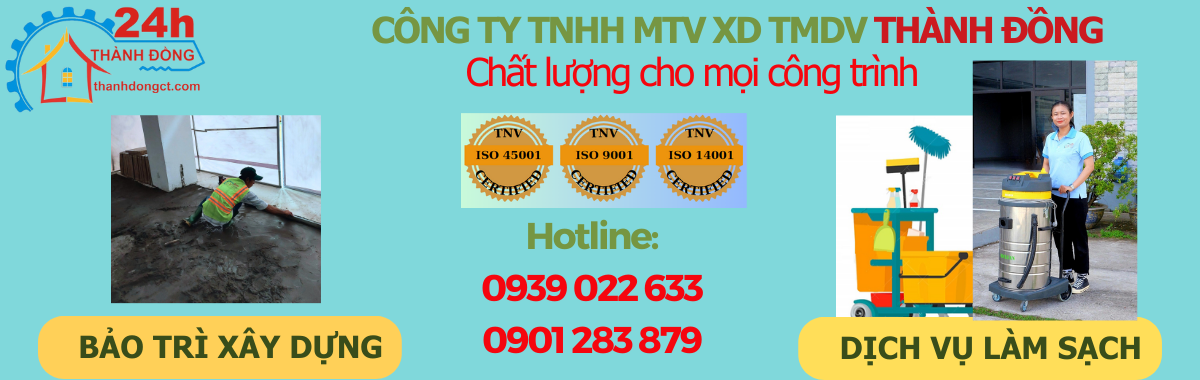 24h
THÀNH ĐỒNG
thanhdongct.com
CÔNG TY TNHH MTV XD TMDV THÀNH ĐỒNG
Chất lượng cho mọi công trình
TNV
ISO 45001
CERTIFIED
TNV
ISO 9001
CERTIFIED
TNV
ISO 14001
CERTIFIED
Hotline:
0939 022 633
0901 283 879
BẢO TRÌ XÂY DỰNG
DỊCH VỤ LÀM SẠCH